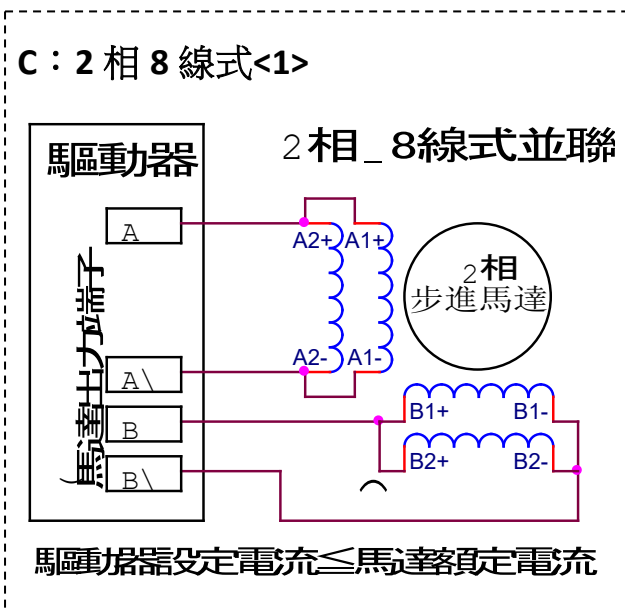 C：2 相 8 線式<1>
2相_8線式並聯
驅動器
馬達出力端子
A
A\
B
B\
A2+ A1+
A2- A1-
2相
步進馬達
B1+ B1-
B2+ B2-
驅動器設定電流≦馬達額定電流